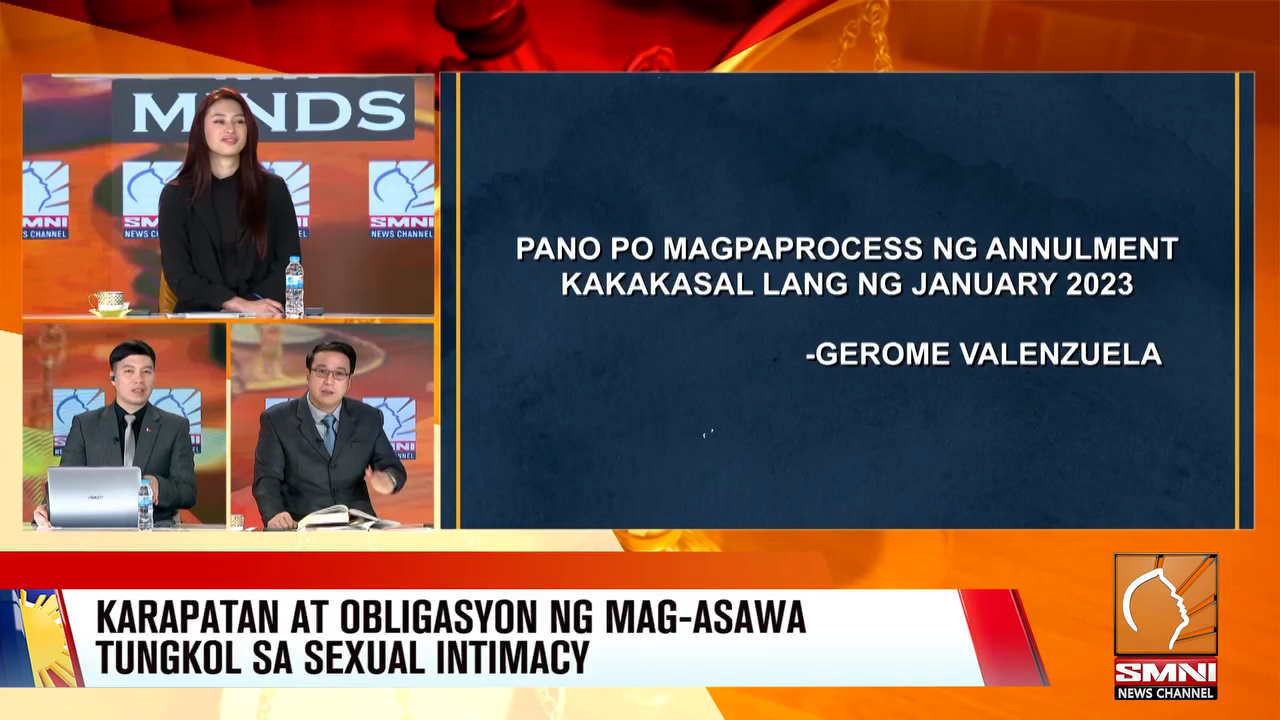 MINDS
SMNI
NEWS CHANNEL
SMNI
NEWS CHANNEL
SMNI
NEWS CHANNEL
PANO PO MAGPAPROCESS NG ANNULMENT
KAKAKASAL LANG NG JANUARY 2023
-GEROME VALENZUELA
SMNI
KARAPATAN AT OBLIGASYON NG MAG-ASAWA
TUNGKOL SA SEXUAL INTIMACY
SMNI
NEWS CHANNEL